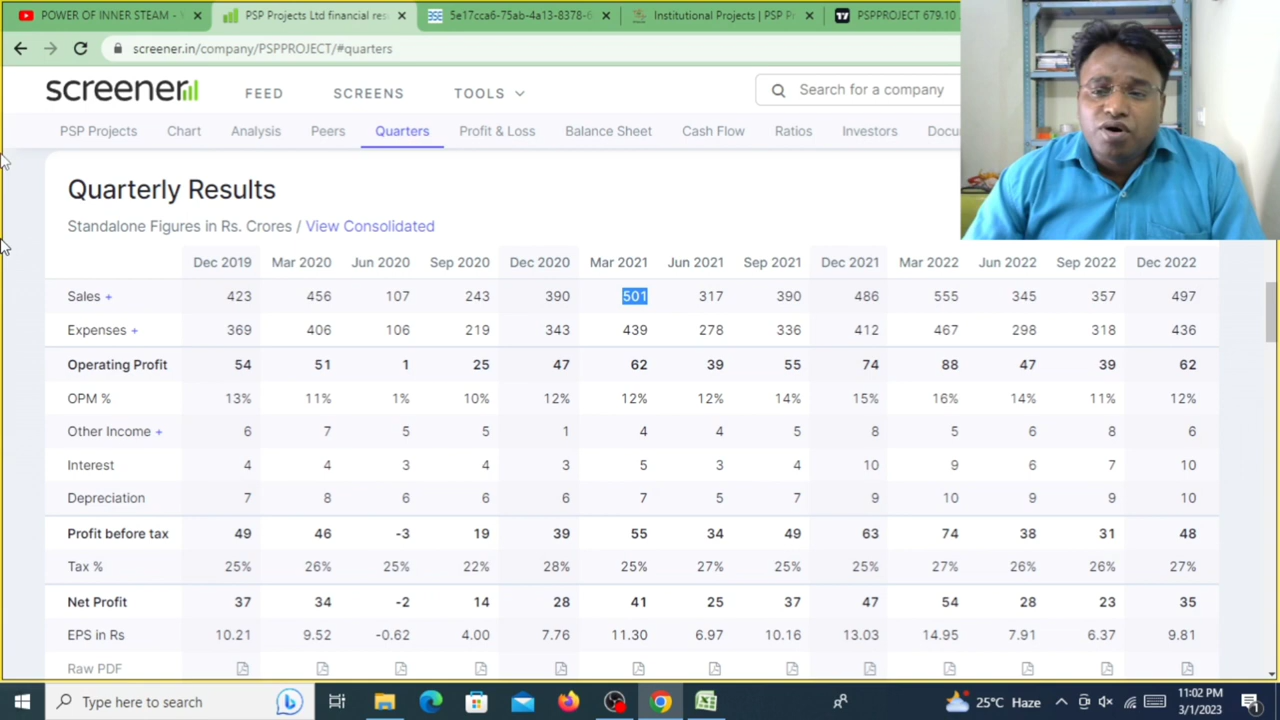 POWER OF INNER STEAM -
PSP Projects Ltd financial res
5e17cca6-75ab-4a13-8378-6
Institutional Projects | PSP P
PSPPROJECT 679.10
screener.in/company/PSPPROJECT/#quarters
screener
FEED
SCREENS
TOOLS
Search for a company
PSP Projects Chart Analysis Peers Quarters Profit & Loss Balance Sheet Cash Flow Ratios Investors Docu
Quarterly Results
Standalone Figures in Rs. Crores / View Consolidated
Dec 2019 Mar 2020 Jun 2020 Sep 2020 Dec 2020 Mar 2021 Jun 2021 Sep 2021 Dec 2021 Mar 2022 Jun 2022 Sep 2022 Dec 2022
Sales + 423 456 107 243 390 501 317 390 486 555 345 357 497
Expenses + 369 406 106 219 343 439 278 336 412 467 298 318 436
Operating Profit 54 51 1 25 47 62 39 55 74 88 47 39 62
OPM % 13% 11% 1% 10% 12% 12% 12% 14% 15% 16% 14% 11% 12%
Other Income + 6 7 5 5 1 4 4 5 8 5 6 8 6
Interest 4 4 3 4 3 5 3 4 10 9 6 7 10
Depreciation 7 8 6 6 6 7 5 7 9 10 9 9 10
Profit before tax 49 46 -3 19 39 55 34 49 63 74 38 31 48
Tax % 25% 26% 25% 22% 28% 25% 27% 25% 25% 27% 26% 26% 27%
Net Profit 37 34 -2 14 28 41 25 37 47 54 28 23 35
EPS in Rs 10.21 9.52 -0.62 4.00 7.76 11.30 6.97 10.16 13.03 14.95 7.91 6.37 9.81
Raw PDF
Type here to search
25°C Haze
11:02 PM
3/1/2023